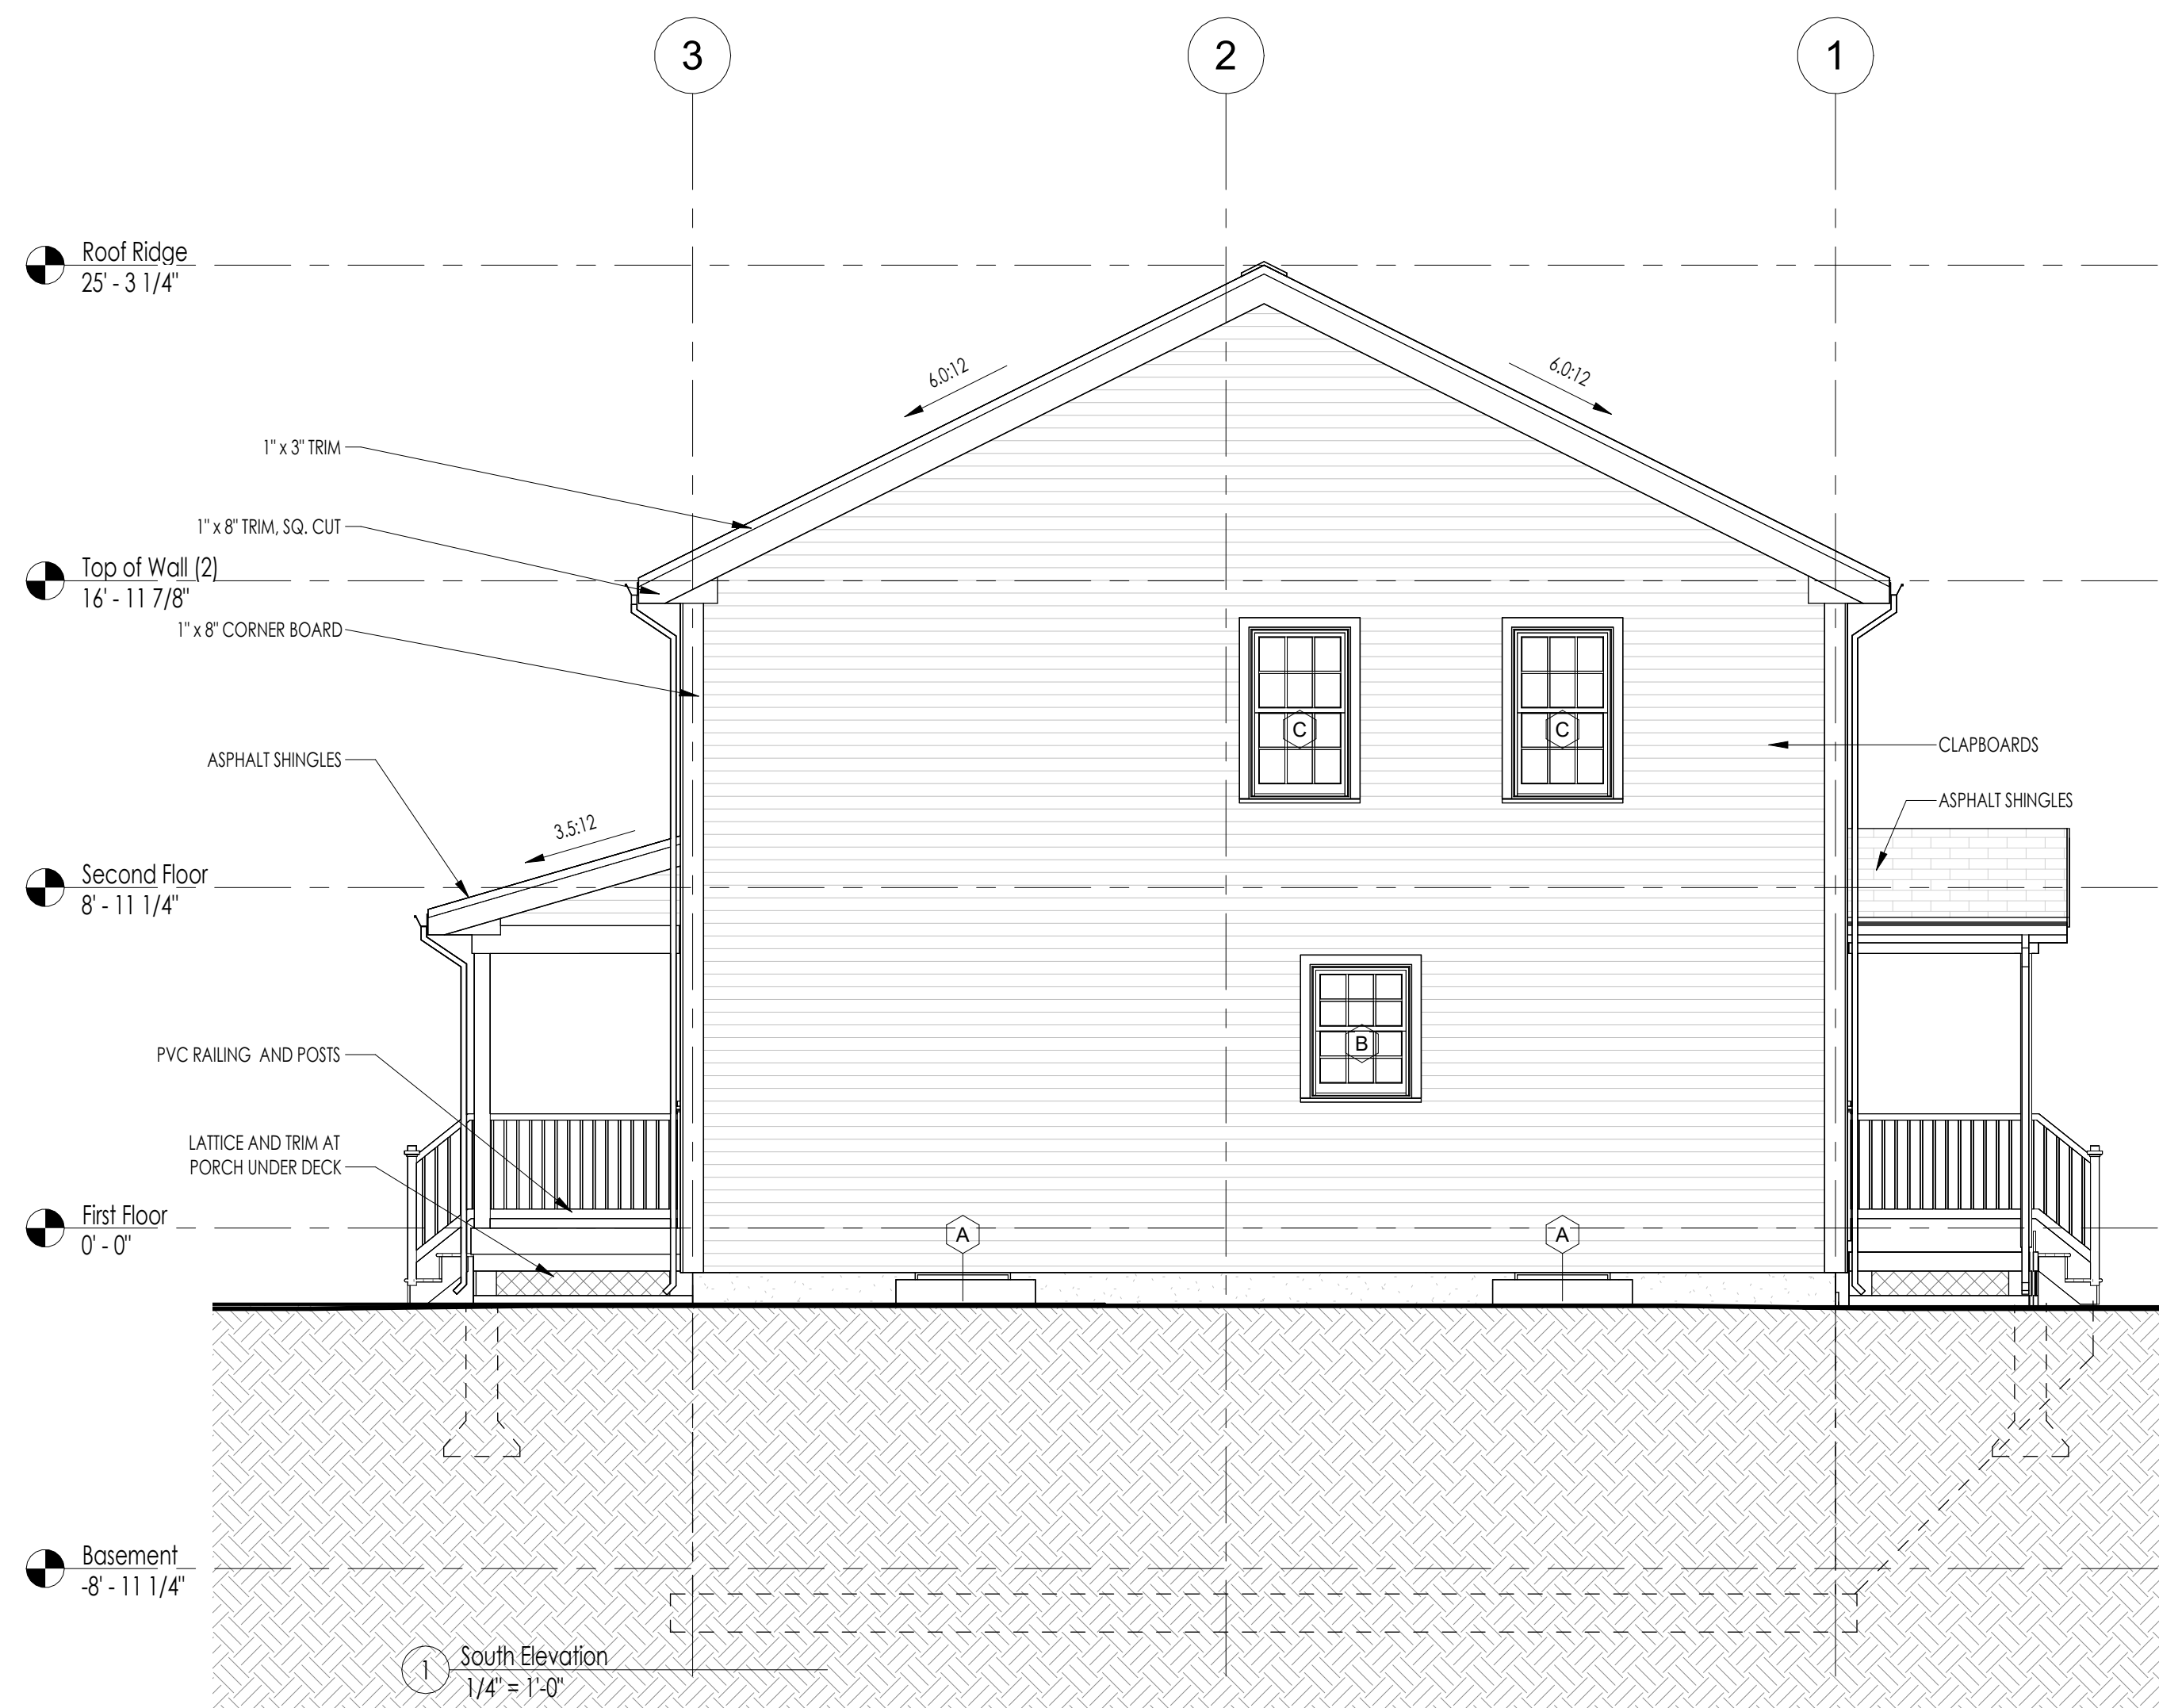 3
2
1
Roof Ridge
25' - 3 1/4"
6.0:12
6.0:12
1" x 3" TRIM
1" x 8" TRIM, SQ. CUT
Top of Wall (2)
16' - 11 7/8"
1" x 8" CORNER BOARD
C
C
CLAPBOARDS
ASPHALT SHINGLES
ASPHALT SHINGLES
3.5:12
Second Floor
8' - 11 1/4"
B
PVC RAILING AND POSTS
LATTICE AND TRIM AT
PORCH UNDER DECK
First Floor
0' - 0"
A
A
Basement
-8' - 11 1/4"
1
South Elevation
1/4" = 1'-0"